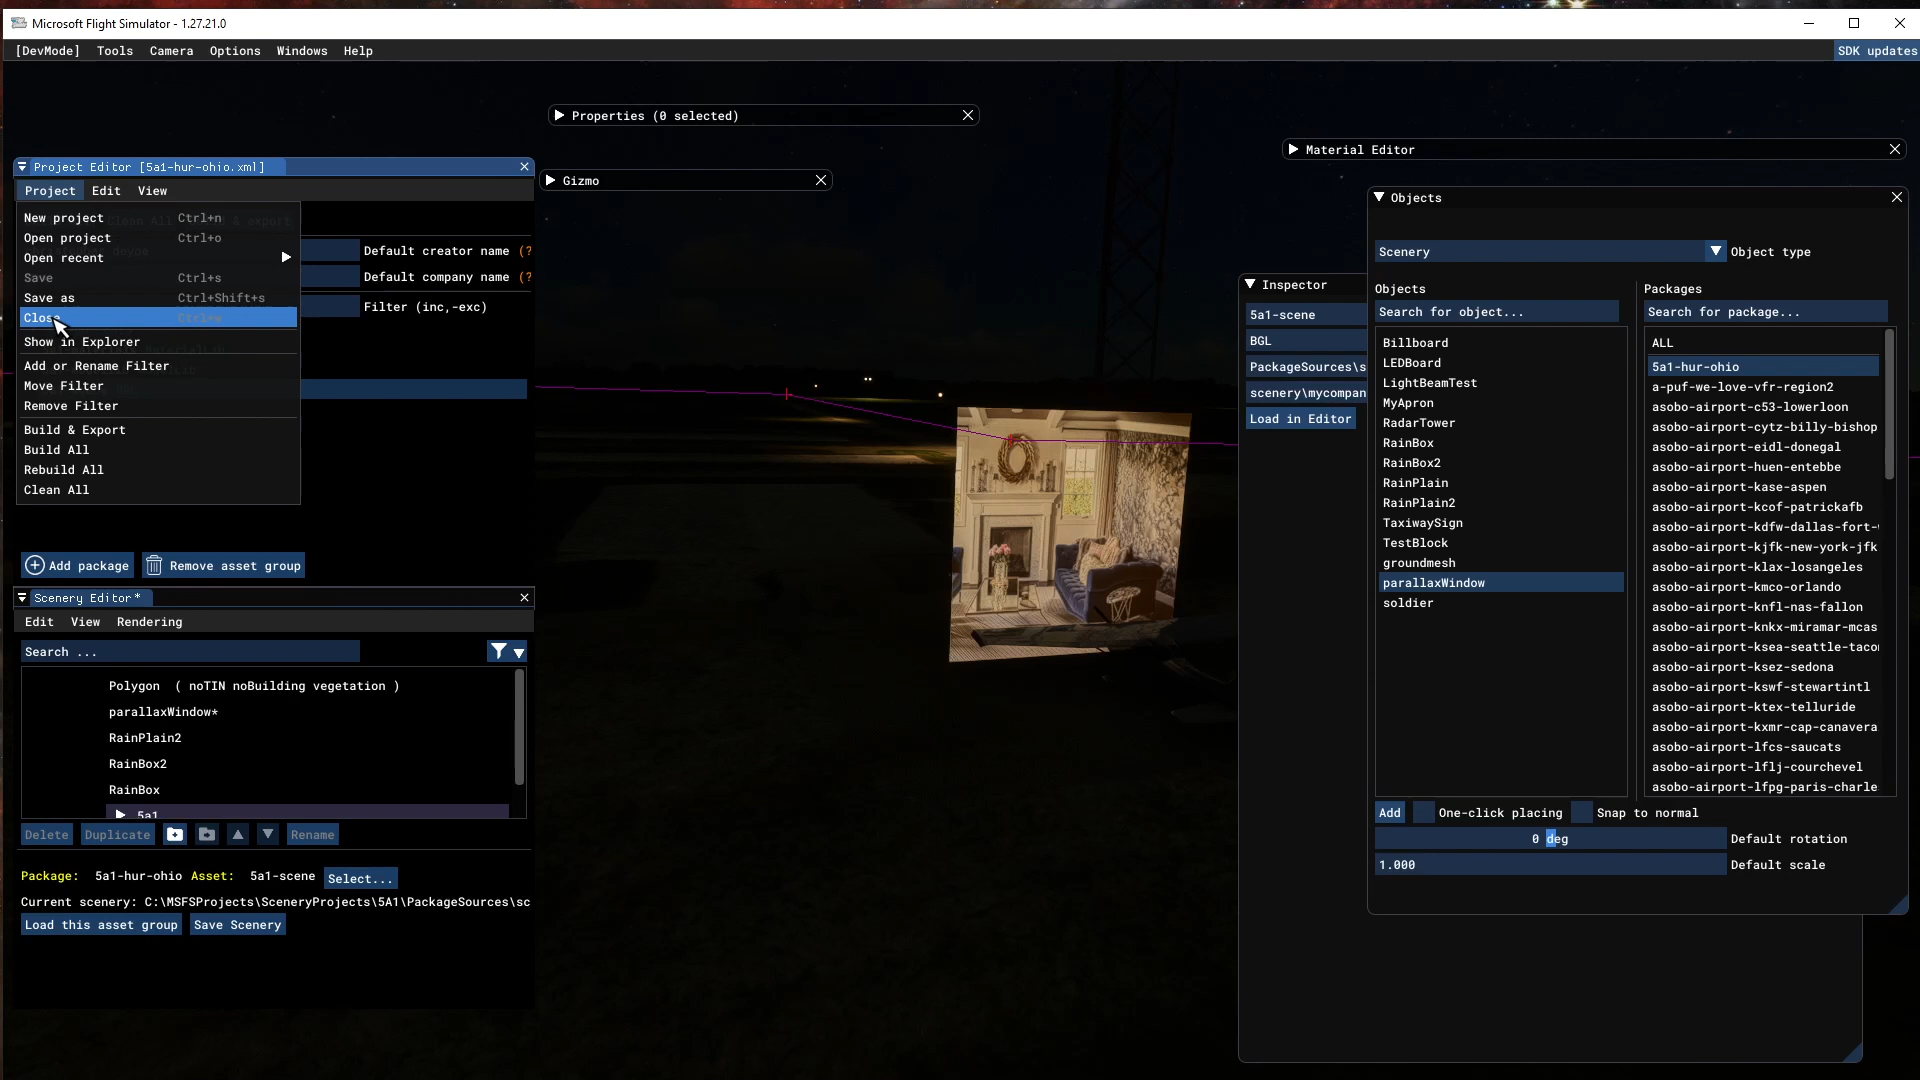 Microsoft Flight Simulator - 1.27.21.0
[DevMode] Tools Camera Options Windows Help
SDK updates
Properties (0 selected)
Material Editor
Project Editor [5a1-hur-ohio.xml]
Gizmo
Project Edit View
New project Ctrl+n
Open project Ctrl+o
Open recent
Save Ctrl+s
Save as Ctrl+Shift+s
Close
Show in Explorer
Add or Rename Filter
Move Filter
Remove Filter
Build & Export
Build All
Rebuild All
Clean All
Default creator name (?
Default company name (?
Filter (inc,-exc)
Add package
Remove asset group
Scenery Editor*
Edit View Rendering
Search ...
Polygon ( noTIN noBuilding vegetation )
parallaxWindow*
RainPlain2
RainBox2
RainBox
5a1
Delete Duplicate Rename
Package: 5a1-hur-ohio Asset: 5a1-scene Select...
Current scenery: C:\MSFSProjects\SceneryProjects\5A1\PackageSources\sc
Load this asset group Save Scenery
Inspector
5a1-scene
BGL
PackageSources\s
scenery\mycompan
Load in Editor
Objects
Scenery Object type
Objects
Search for object...
Billboard
LEDBoard
LightBeamTest
MyApron
RadarTower
RainBox
RainBox2
RainPlain
RainPlain2
TaxiwaySign
TestBlock
groundmesh
parallaxWindow
soldier
Packages
Search for package...
ALL
5a1-hur-ohio
a-puf-we-love-vfr-region2
asobo-airport-c53-lowerloon
asobo-airport-cytz-billy-bishop
asobo-airport-eidl-donegal
asobo-airport-huen-entebbe
asobo-airport-kase-aspen
asobo-airport-kcof-patrickafb
asobo-airport-kdfw-dallas-fort-
asobo-airport-kjfk-new-york-jfk
asobo-airport-klax-losangeles
asobo-airport-kmco-orlando
asobo-airport-knfl-nas-fallon
asobo-airport-knkx-miramar-mcas
asobo-airport-ksea-seattle-taco
asobo-airport-ksez-sedona
asobo-airport-kswf-stewartintl
asobo-airport-ktex-telluride
asobo-airport-kxmr-cap-canavera
asobo-airport-lfcs-saucats
asobo-airport-lflj-courchevel
asobo-airport-lfpg-paris-charle
Add One-click placing Snap to normal
0 deg Default rotation
1.000 Default scale